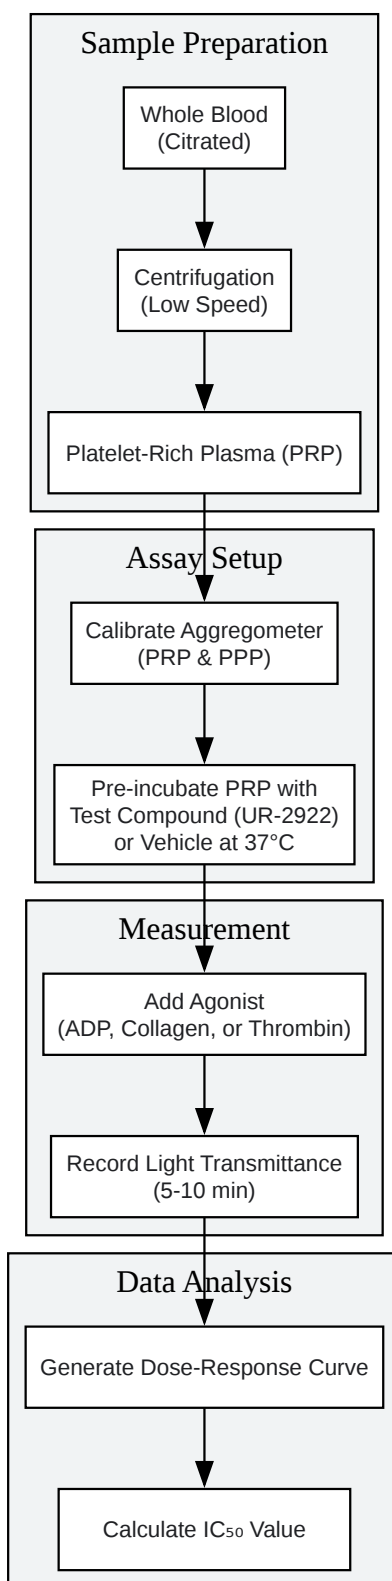 Sample Preparation
Whole Blood
(Citrated)
Centrifugation
(Low Speed)
Platelet-Rich Plasma (PRP)
Assay Setup
Calibrate Aggregometer
(PRP & PPP)
Pre-incubate PRP with
Test Compound (UR-2922)
or Vehicle at 37°C
Measurement
Add Agonist
(ADP, Collagen, or Thrombin)
Record Light Transmittance
(5-10 min)
Data Analysis
Generate Dose-Response Curve
Calculate IC₅₀ Value